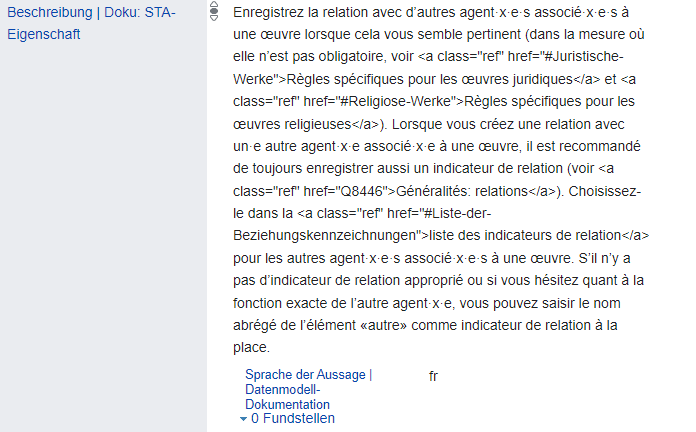 Beschreibung | Doku: STA-
Eigenschaft
Enregistrez la relation avec d’autres agent·x·e·s associé·x·e·s à
une œuvre lorsque cela vous semble pertinent (dans la mesure où
elle n’est pas obligatoire, voir <a class="ref" href="#Juristische-
Werke">Règles spécifiques pour les œuvres juridiques</a> et <a
class="ref" href="#Religiose-Werke">Règles spécifiques pour les
œuvres religieuses</a>). Lorsque vous créez une relation avec
un·e autre agent·x·e associé·x·e à une œuvre, il est recommandé
de toujours enregistrer aussi un indicateur de relation (voir <a
class="ref" href="Q8446">Généralités: relations</a>). Choisissez-
le dans la <a class="ref" href="#Liste-der-
Beziehungskennzeichnungen">liste des indicateurs de relation</a>
pour les autres agent·x·e·s associé·x·e·s à une œuvre. S’il n’y a
pas d’indicateur de relation approprié ou si vous hésitez quant à la
fonction exacte de l’autre agent·x·e, vous pouvez saisir le nom
abrégé de l’élément «autre» comme indicateur de relation à la
place.
Sprache der Aussage |
Datenmodell-
Dokumentation
fr
0 Fundstellen